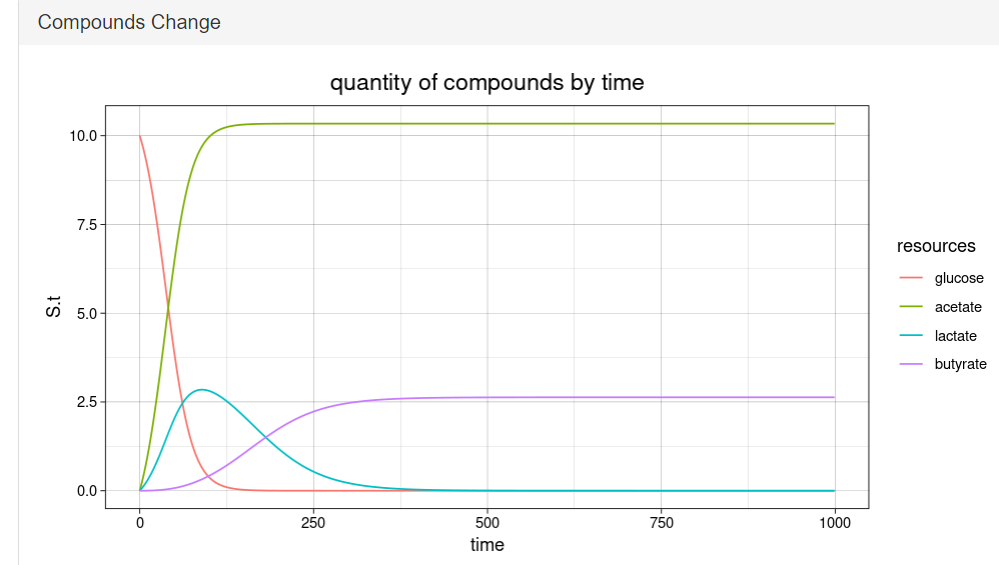 Compounds Change
quantity of compounds by time
S.t
10.0
7.5
5.0
2.5
0.0
0 250 500 750 1000
time
resources
glucose
acetate
lactate
butyrate